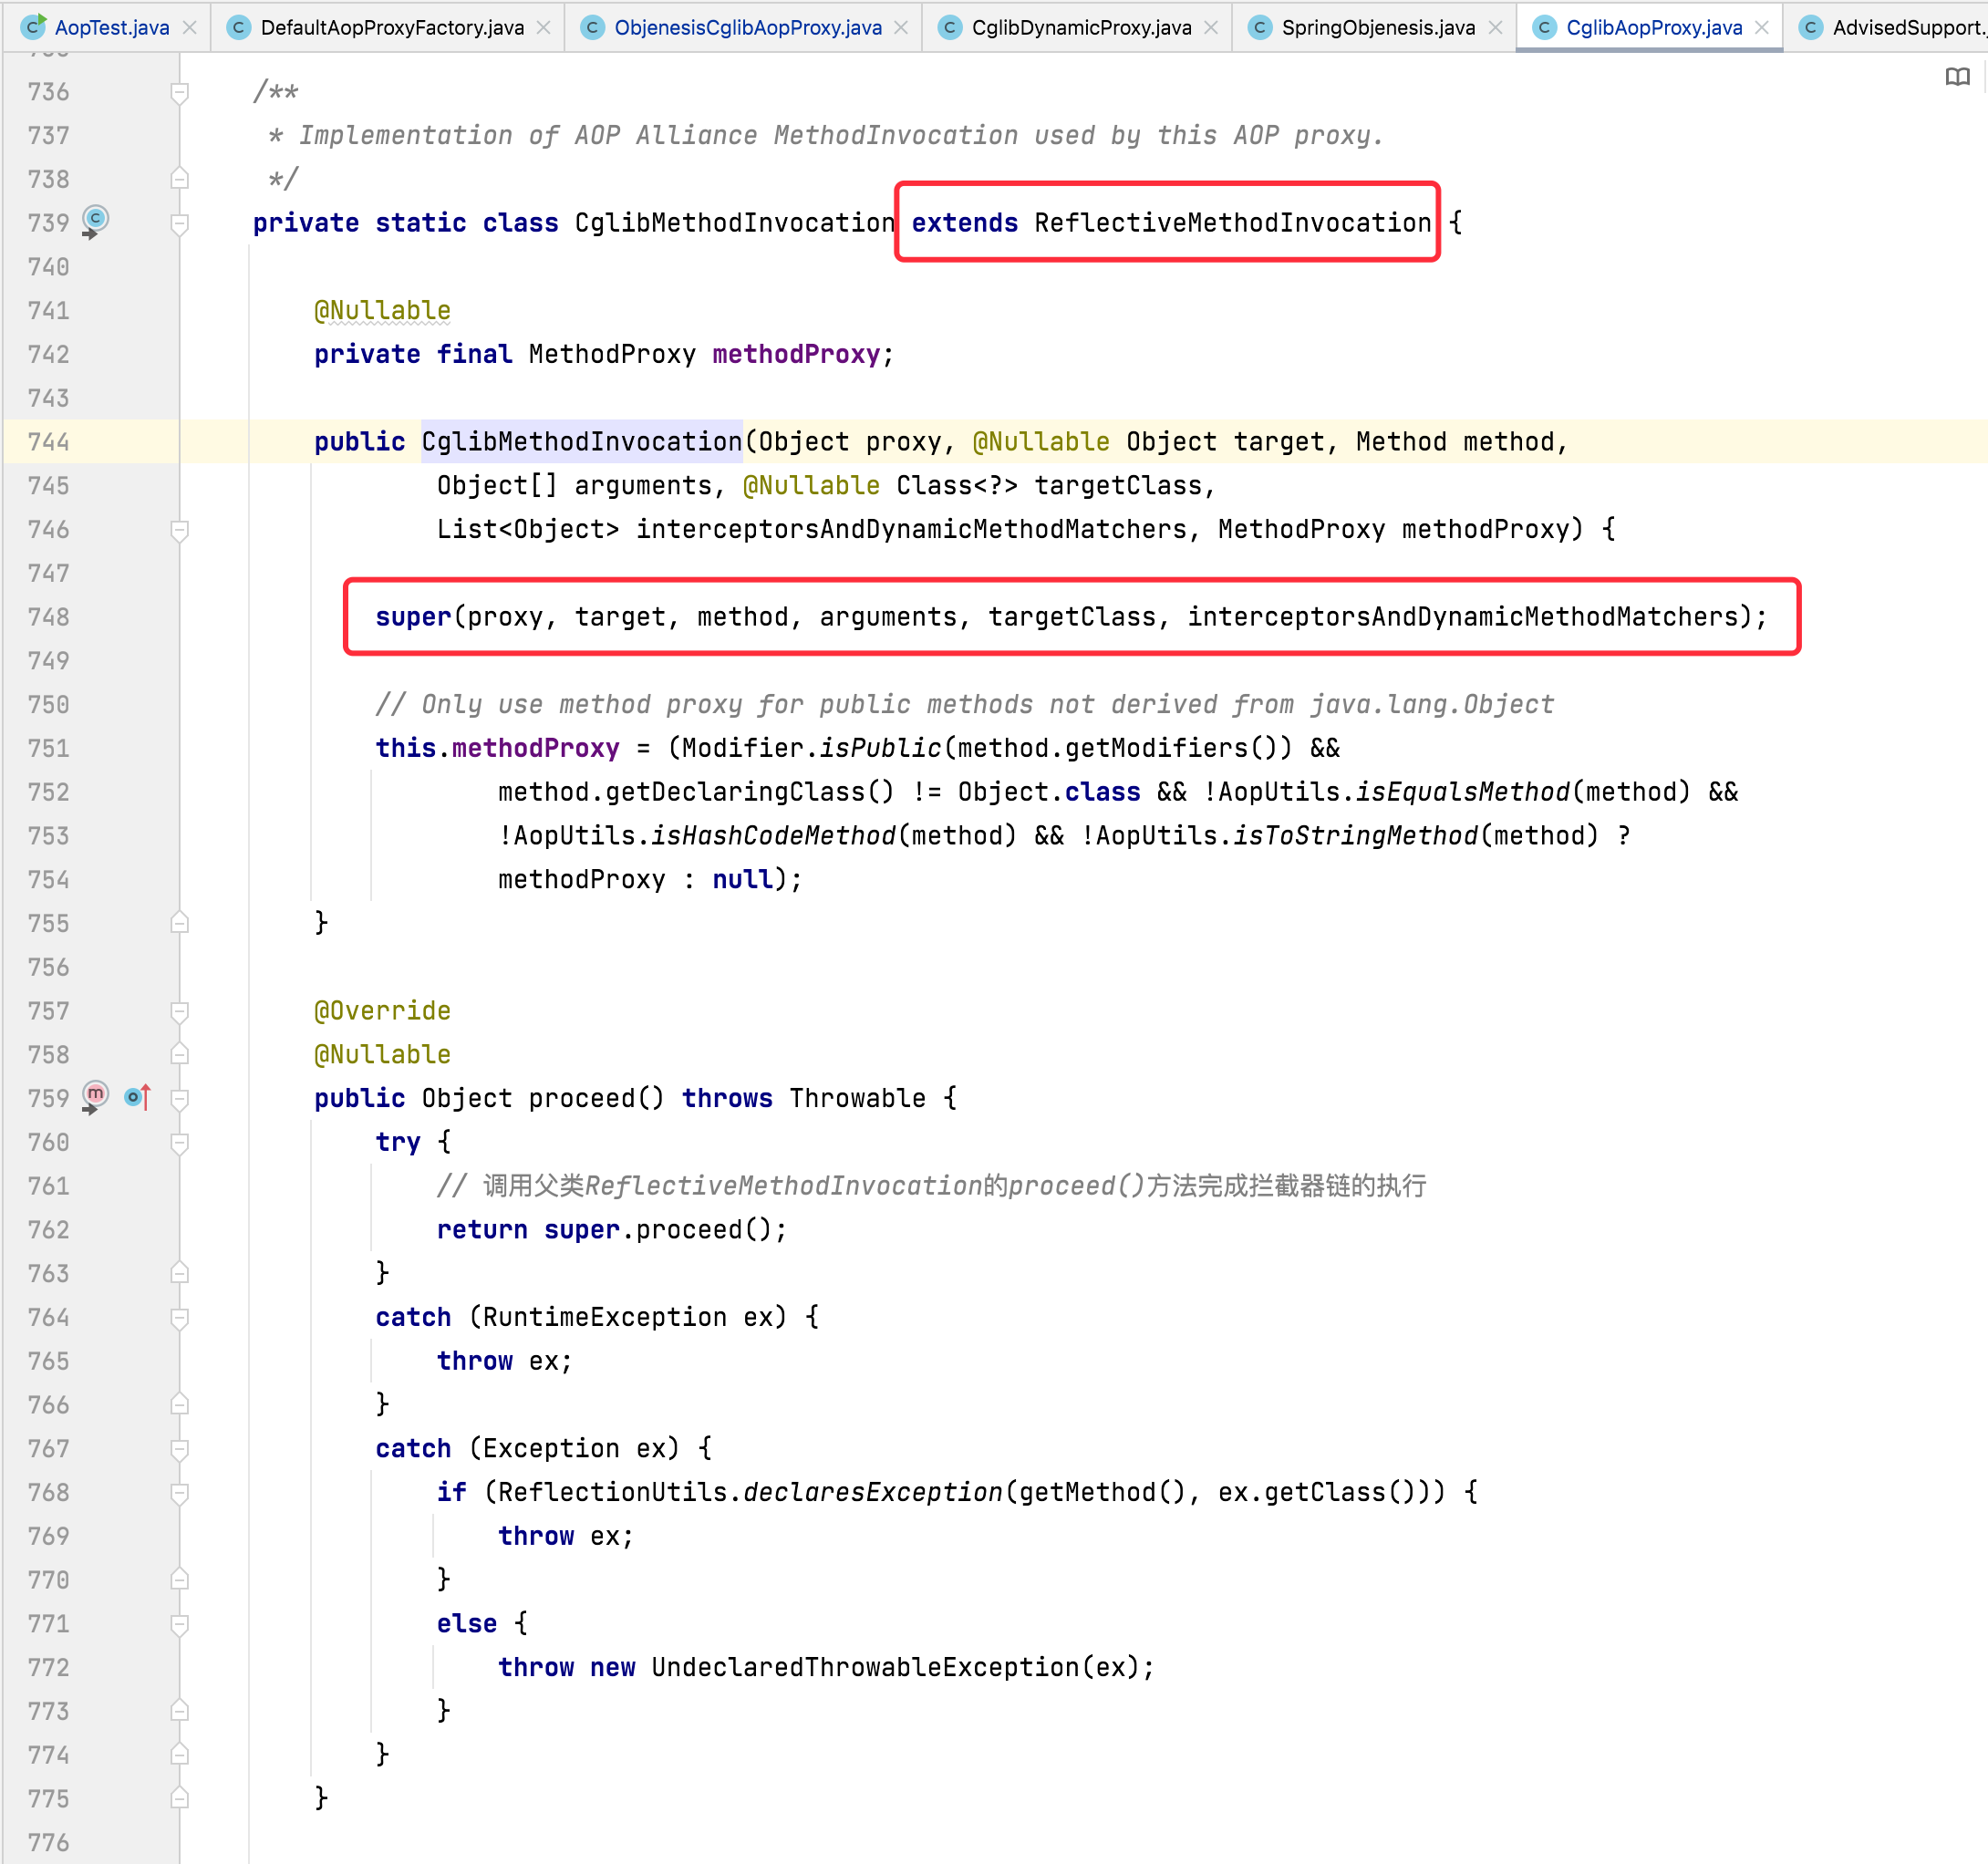 AopTest.java DefaultAopProxyFactory.java ObjenesisCglibAopProxy.java CglibDynamicProxy.java SpringObjenesis.java CglibAopProxy.java AdvisedSupport.
736 /**
737 * Implementation of AOP Alliance MethodInvocation used by this AOP proxy.
738 */
739 private static class CglibMethodInvocation extends ReflectiveMethodInvocation {
740
741 @Nullable
742 private final MethodProxy methodProxy;
743
744 public CglibMethodInvocation(Object proxy, @Nullable Object target, Method method,
745 Object[] arguments, @Nullable Class<?> targetClass,
746 List<Object> interceptorsAndDynamicMethodMatchers, MethodProxy methodProxy) {
747
748 super(proxy, target, method, arguments, targetClass, interceptorsAndDynamicMethodMatchers);
749
750 // Only use method proxy for public methods not derived from java.lang.Object
751 this.methodProxy = (Modifier.isPublic(method.getModifiers()) &&
752 method.getDeclaringClass() != Object.class && !AopUtils.isEqualsMethod(method) &&
753 !AopUtils.isHashCodeMethod(method) && !AopUtils.isToStringMethod(method) ?
754 methodProxy : null);
755 }
756
757 @Override
758 @Nullable
759 public Object proceed() throws Throwable {
760 try {
761 // 调用父类ReflectiveMethodInvocation的proceed()方法完成拦截器链的执行
762 return super.proceed();
763 }
764 catch (RuntimeException ex) {
765 throw ex;
766 }
767 catch (Exception ex) {
768 if (ReflectionUtils.declaresException(getMethod(), ex.getClass())) {
769 throw ex;
770 }
771 else {
772 throw new UndeclaredThrowableException(ex);
773 }
774 }
775 }
776